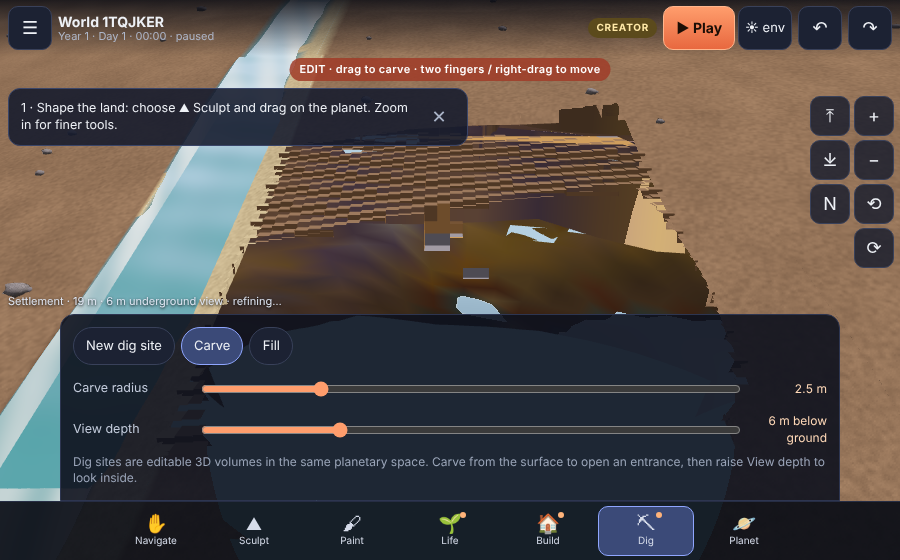 World 1TQJKER
Year 1 · Day 1 · 00:00 · paused
CREATOR
▶ Play
☀ env
EDIT · drag to carve · two fingers / right-drag to move
1 · Shape the land: choose ▲ Sculpt and drag on the planet. Zoom
in for finer tools.
N
Settlement · 19 m · 6 m underground view · refining...
New dig site
Carve
Fill
Carve radius
2.5 m
View depth
6 m below
ground
Dig sites are editable 3D volumes in the same planetary space. Carve from the surface to open an entrance, then raise View depth to
look inside.
Navigate
Sculpt
Paint
Life
Build
Dig
Planet